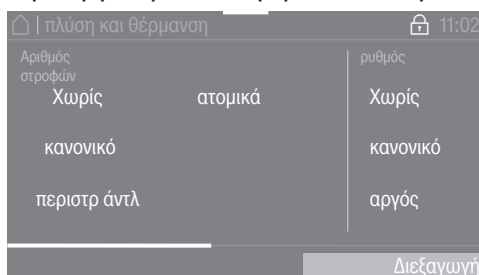 | πλύση και θέρμανση 11:02
Αριθμός
στροφών
ρυθμός
Χωρίς ατομικά Χωρίς
κανονικό κανονικό
περιστρ άντλ αργός
Διεξαγωγή